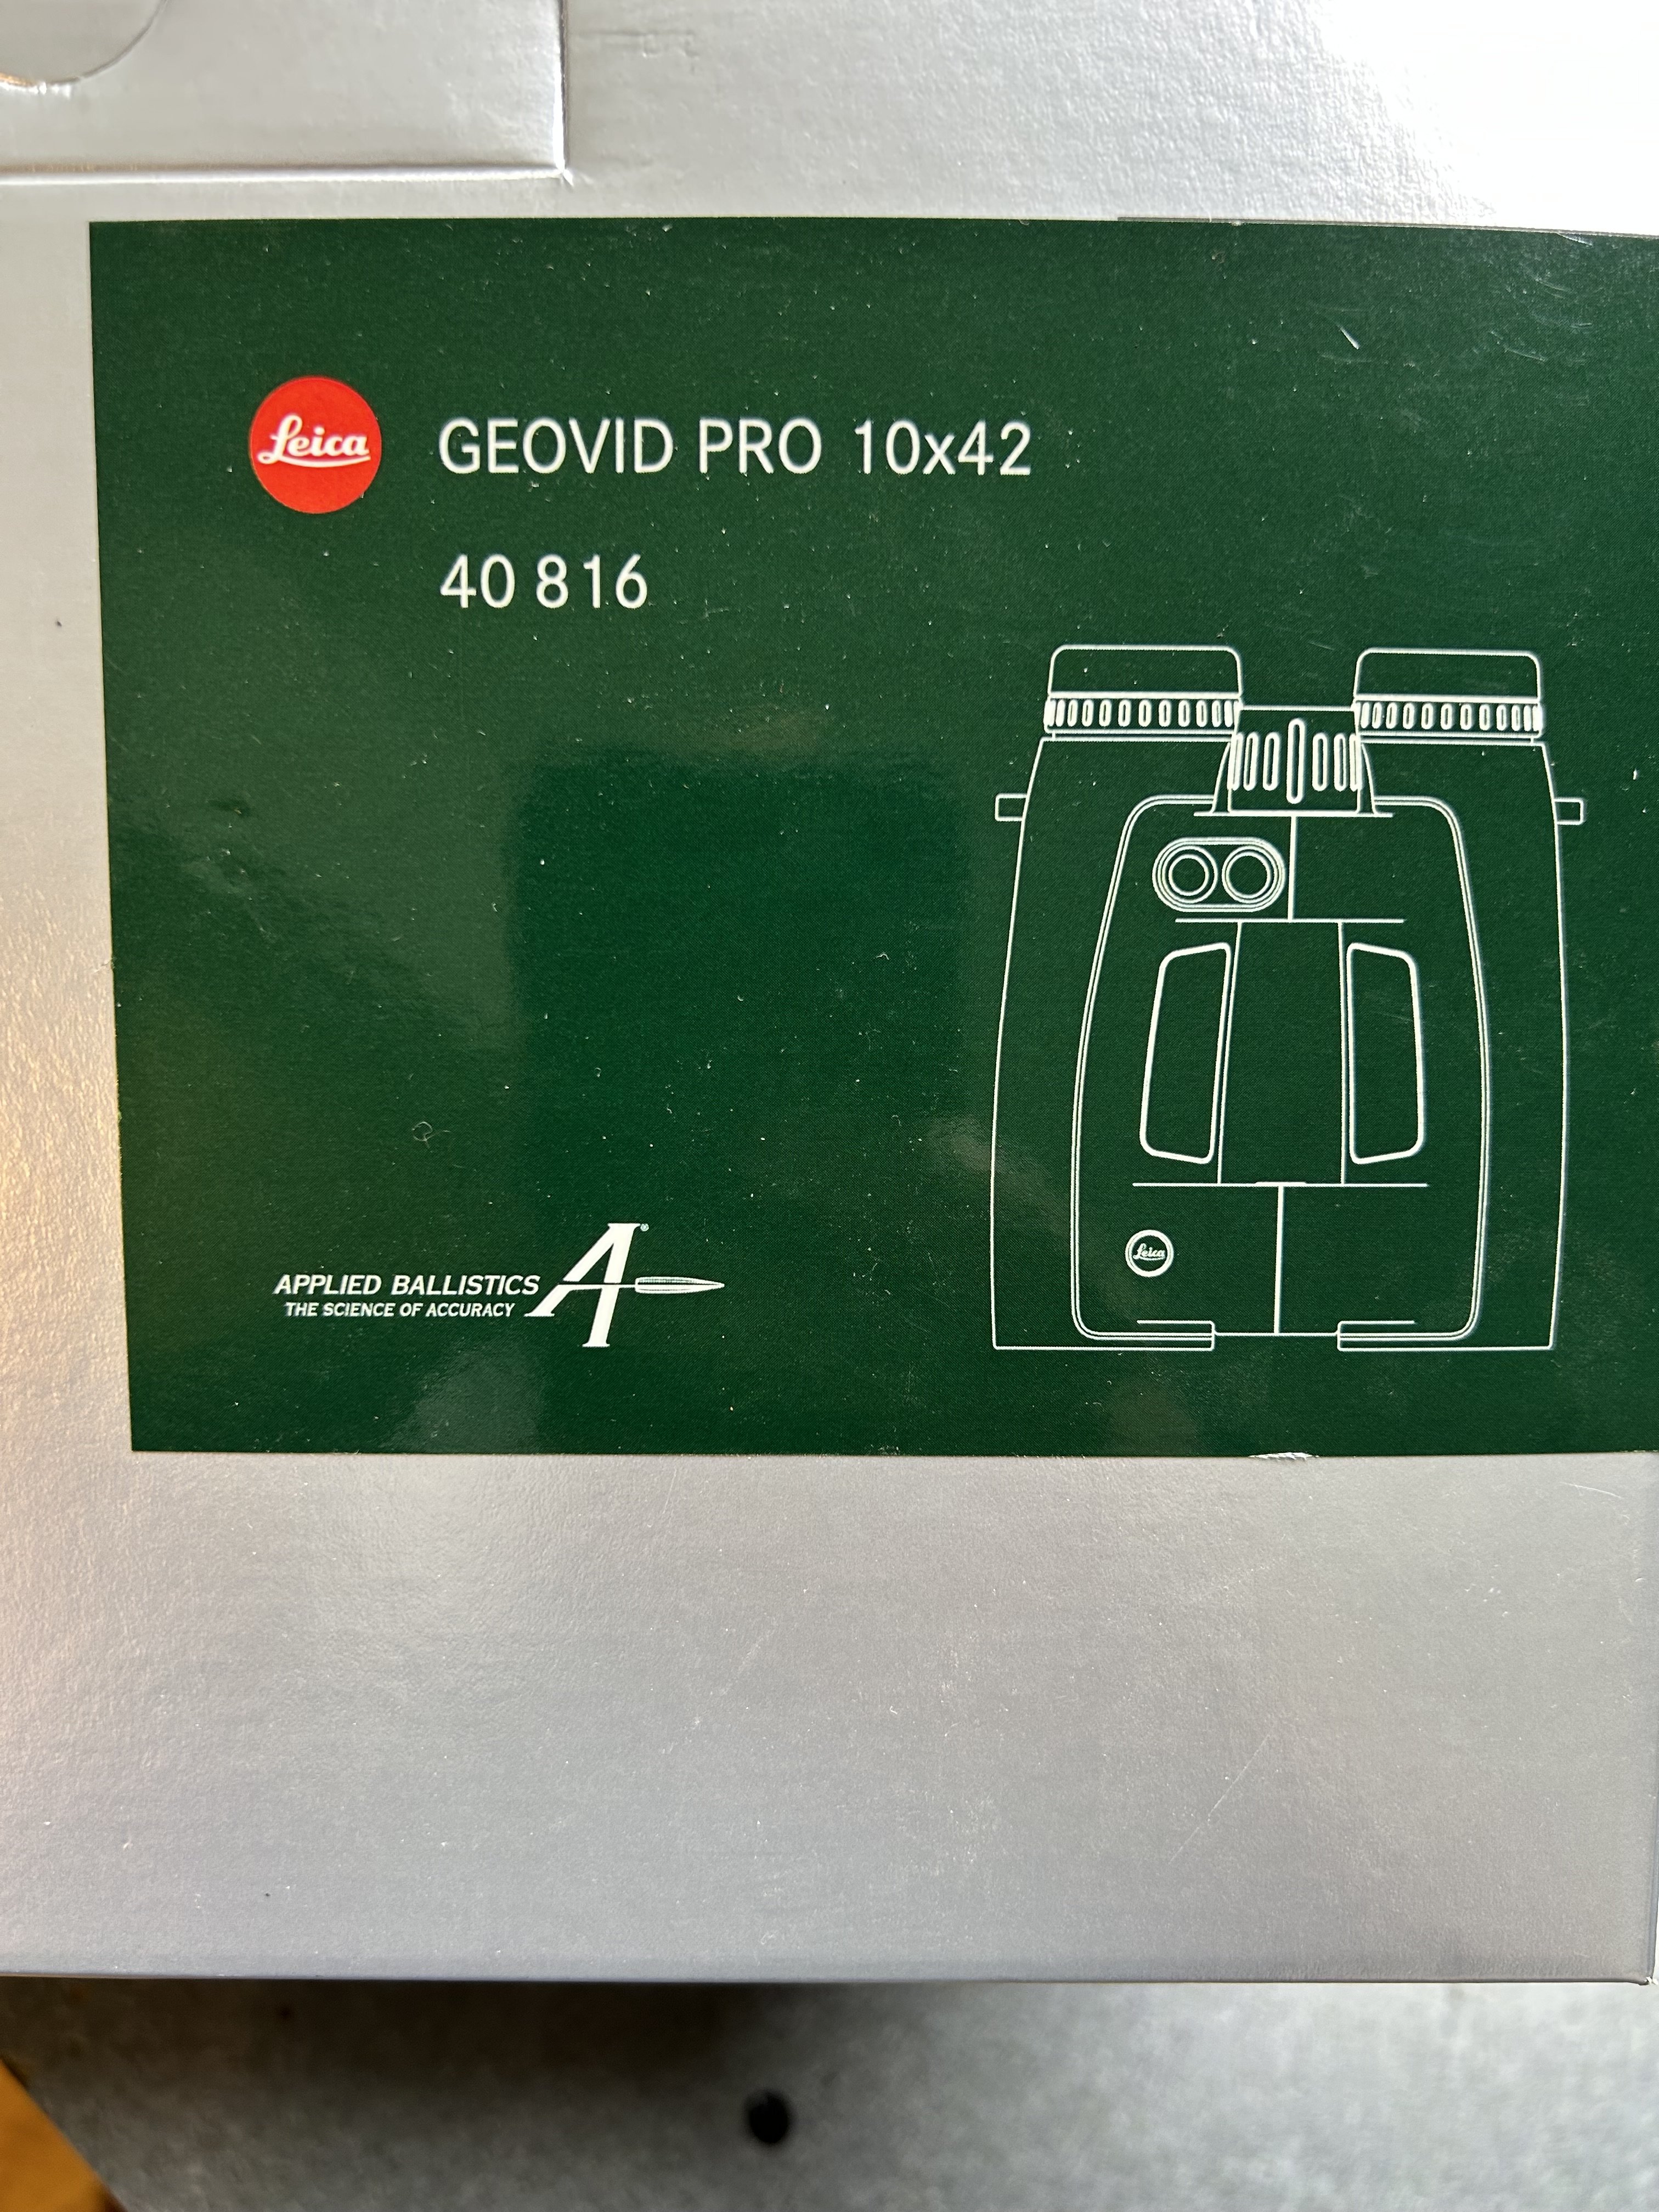 Leica
GEOVID PRO 10x42
40 816
Leica
APPLIED BALLISTICS
THE SCIENCE OF ACCURACY
A®